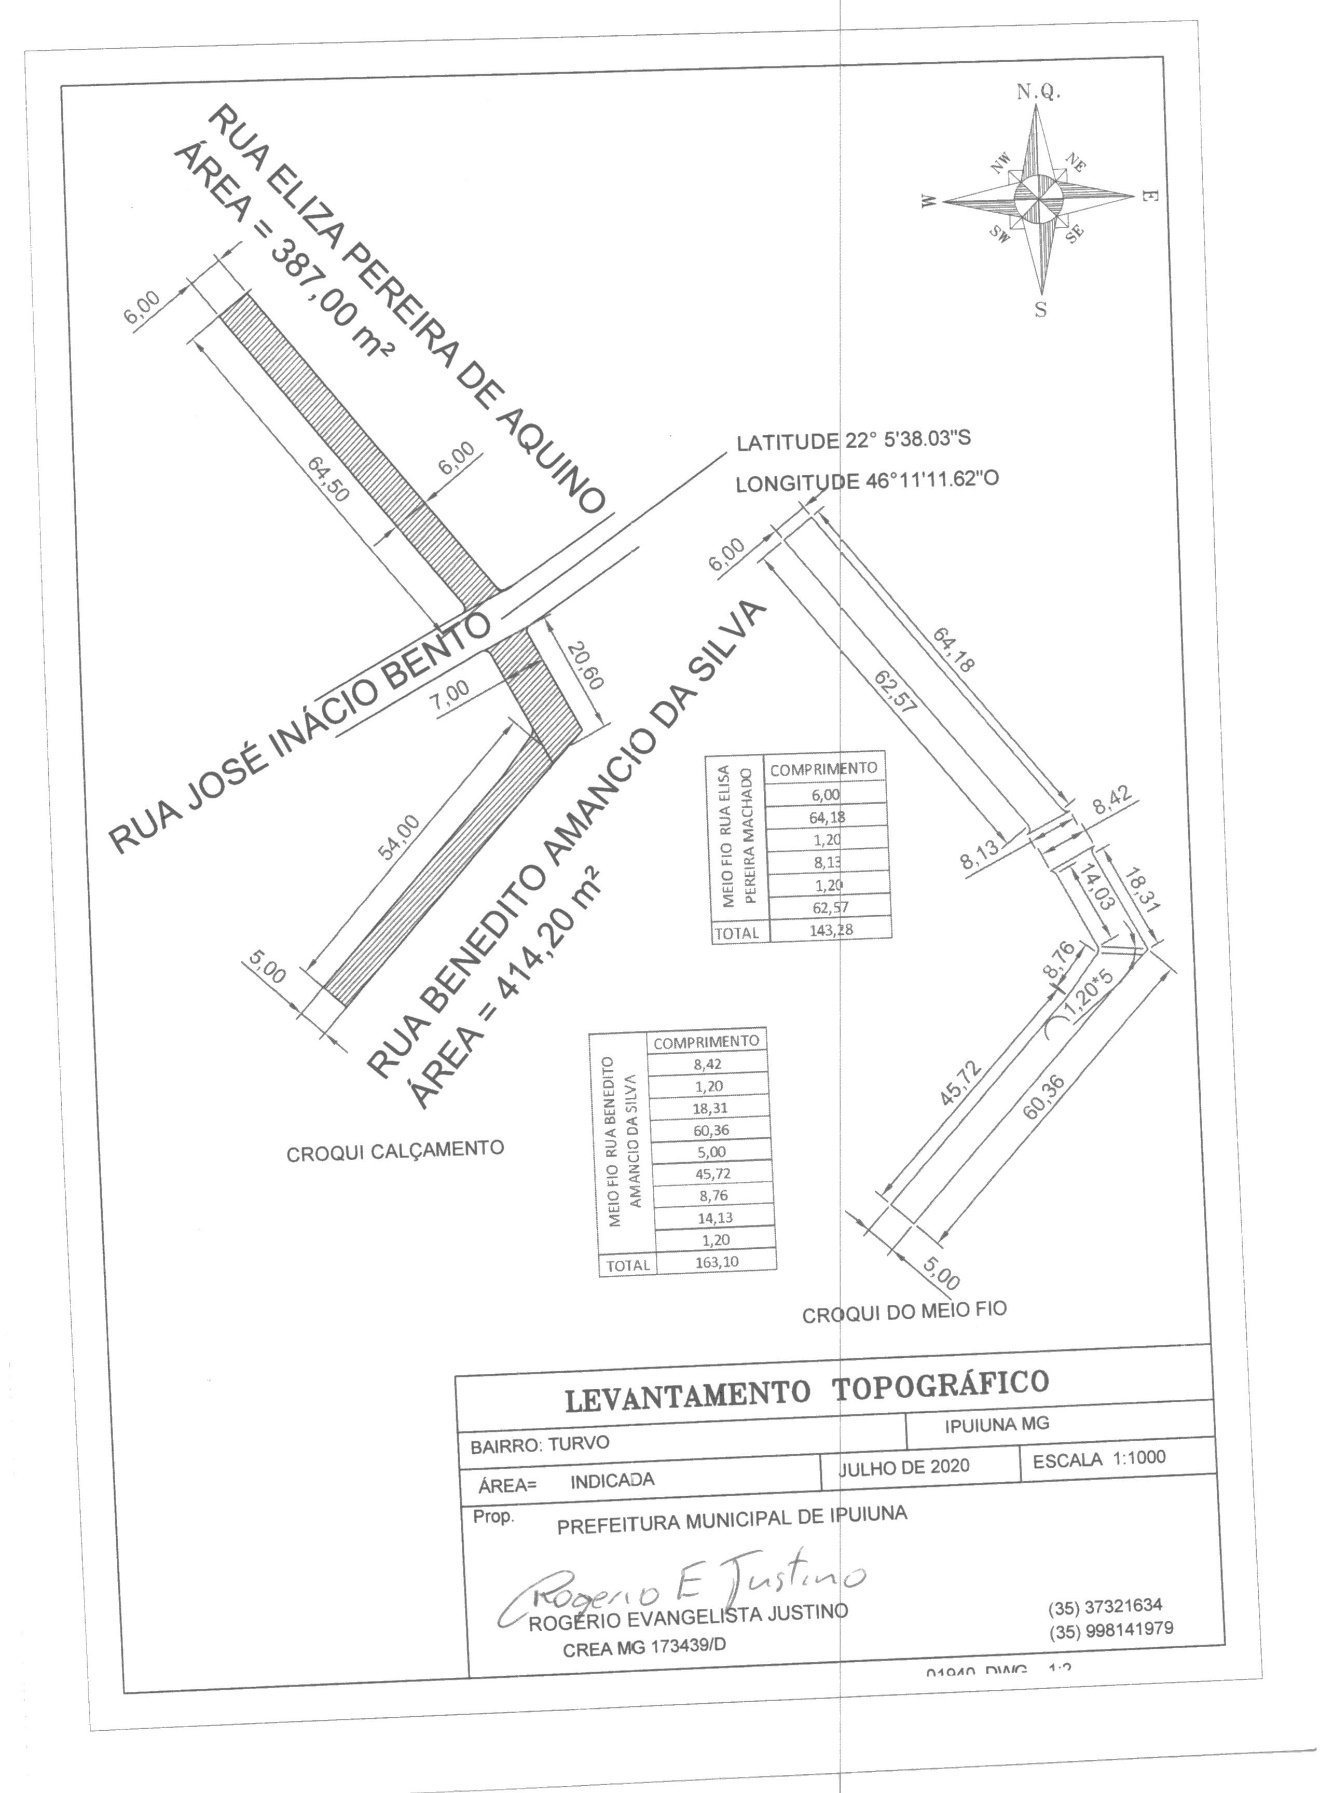 N.Q.
NW
NE
W
E
SW
SE
S
RUA ELIZA PEREIRA DE AQUINO
ÁREA = 387,00 m²
6,00
64,50
6,00
LATITUDE 22° 5'38.03"S
LONGITUDE 46°11'11.62"O
RUA JOSÉ INÁCIO BENTO
20,60
7,00
54,00
5,00
RUA BENEDITO AMANCIO DA SILVA
ÁREA = 414,20 m²
CROQUI CALÇAMENTO
6,00
64,18
62,57
8,42
8,13
14,03
18,31
8,76
1,20*5
45,72
60,36
5,00
CROQUI DO MEIO FIO
MEIO FIO RUA ELISA
PEREIRA MACHADO
COMPRIMENTO
6,00
64,18
1,20
8,13
1,20
62,57
TOTAL 143,28
MEIO FIO RUA BENEDITO
AMANCIO DA SILVA
COMPRIMENTO
8,42
1,20
18,31
60,36
5,00
45,72
8,76
14,13
1,20
TOTAL 163,10
LEVANTAMENTO TOPOGRÁFICO
BAIRRO: TURVO
IPUIUNA MG
ÁREA= INDICADA
JULHO DE 2020
ESCALA 1:1000
Prop. PREFEITURA MUNICIPAL DE IPUIUNA
Rogerio E Justino
ROGÉRIO EVANGELISTA JUSTINO
CREA MG 173439/D
(35) 37321634
(35) 998141979
01940 DWG 1:2